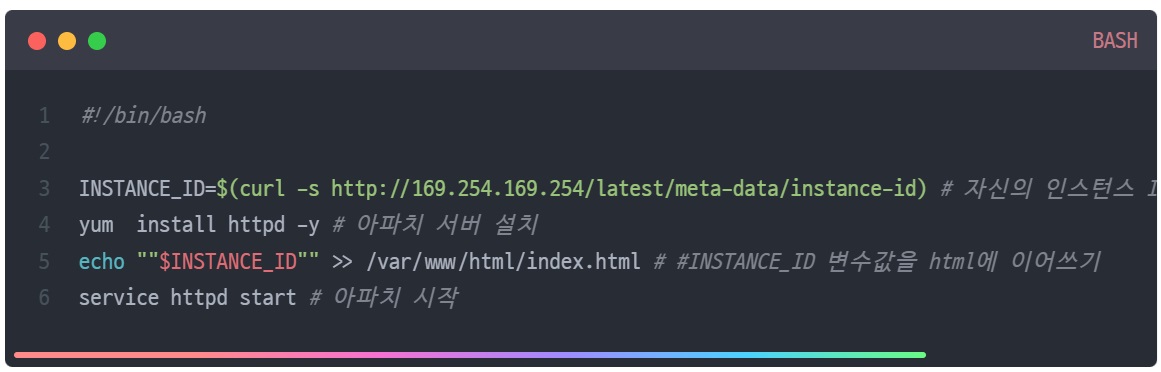 BASH
1 #!/bin/bash
2
3 INSTANCE_ID=$(curl -s http://169.254.169.254/latest/meta-data/instance-id) # 자신의 인스턴스
4 yum  install httpd -y # 아파치 서버 설치
5 echo ""$INSTANCE_ID"" >> /var/www/html/index.html # #INSTANCE_ID 변수값을 html에 이어쓰기
6 service httpd start # 아파치 시작